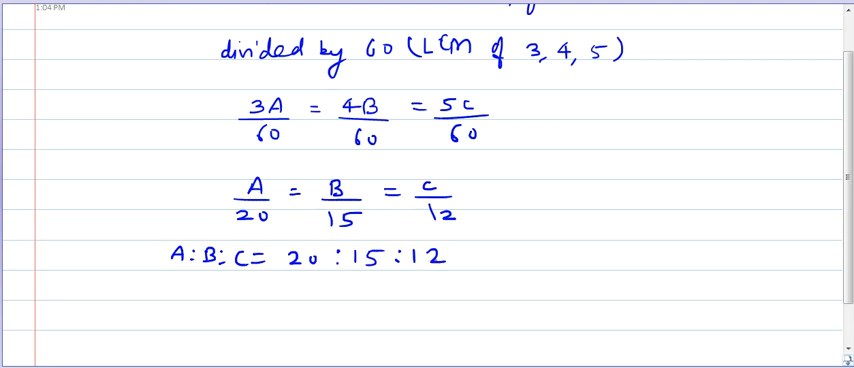 1:04 PM
divided by 60 (LCM of 3, 4, 5)
3A/60 = 4B/60 = 5C/60
A/20 = B/15 = C/12
A:B:C = 20:15:12